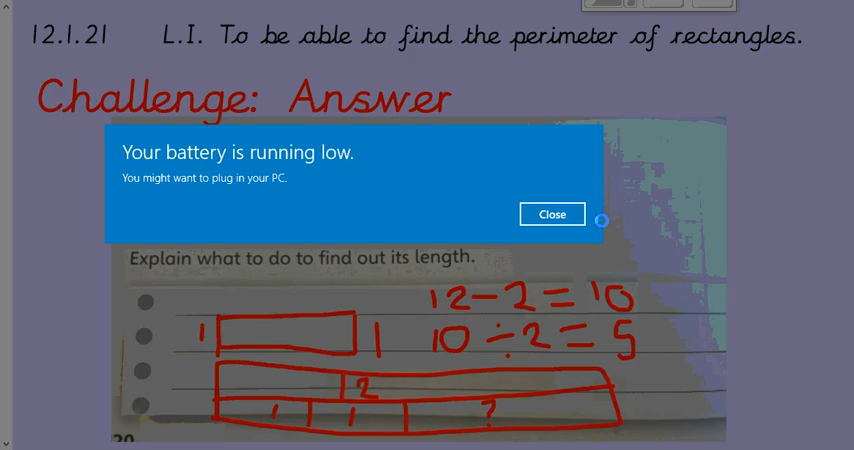 12.1.21 L.I. To be able to find the perimeter of rectangles.
Challenge: Answer
Your battery is running low.
You might want to plug in your PC.
Close
Explain what to do to find out its length.
12-2=10
1 1 10÷2=5
12
1 1 ?
20